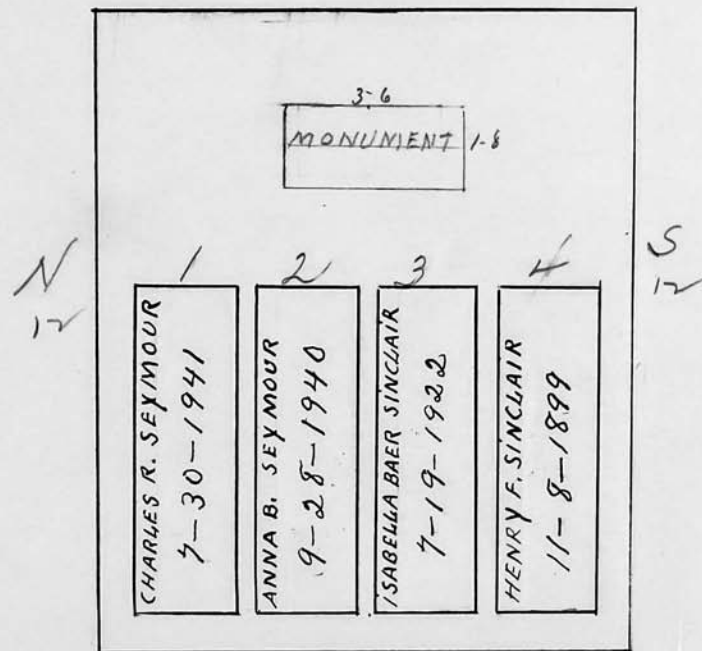 3-6
MONUMENT 1-8
N
12
S
12
1
2
3
4
CHARLES R. SEYMOUR
7-30-1941
ANNA B. SEYMOUR
9-28-1940
ISABELLA BAER SINCLAIR
7-19-1922
HENRY F. SINCLAIR
11-8-1899